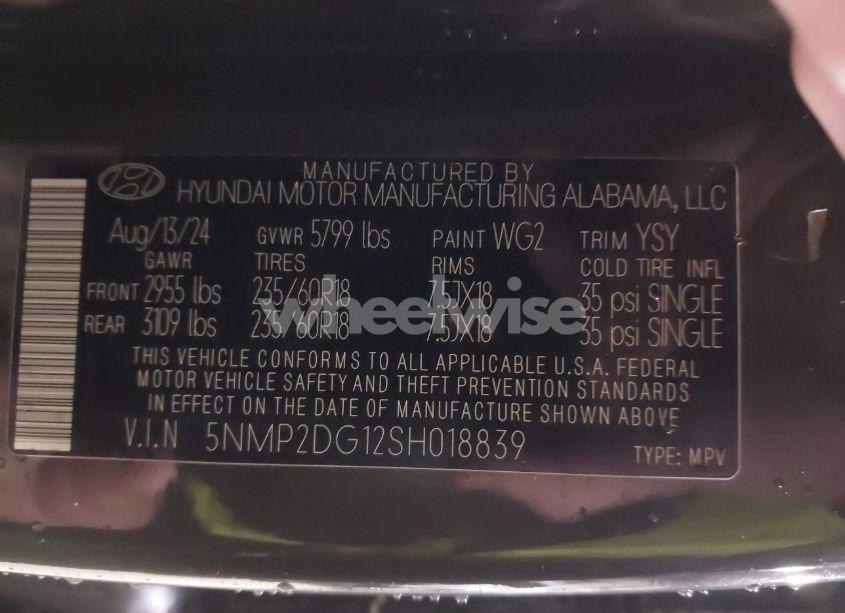 MANUFACTURED BY
HYUNDAI MOTOR MANUFACTURING ALABAMA, LLC
Aug/13/24 GVWR 5799 lbs PAINT WG2 TRIM YSY
GAWR TIRES RIMS COLD TIRE INFL
FRONT 2955 lbs 235/60R18 7.5JX18 35 psi SINGLE
wheelwise
REAR 3109 lbs 235/60R18 7.5JX18 35 psi SINGLE
THIS VEHICLE CONFORMS TO ALL APPLICABLE U.S.A. FEDERAL
MOTOR VEHICLE SAFETY AND THEFT PREVENTION STANDARDS
IN EFFECT ON THE DATE OF MANUFACTURE SHOWN ABOVE
V.I.N 5NMP2DG12SH018839 TYPE: MPV